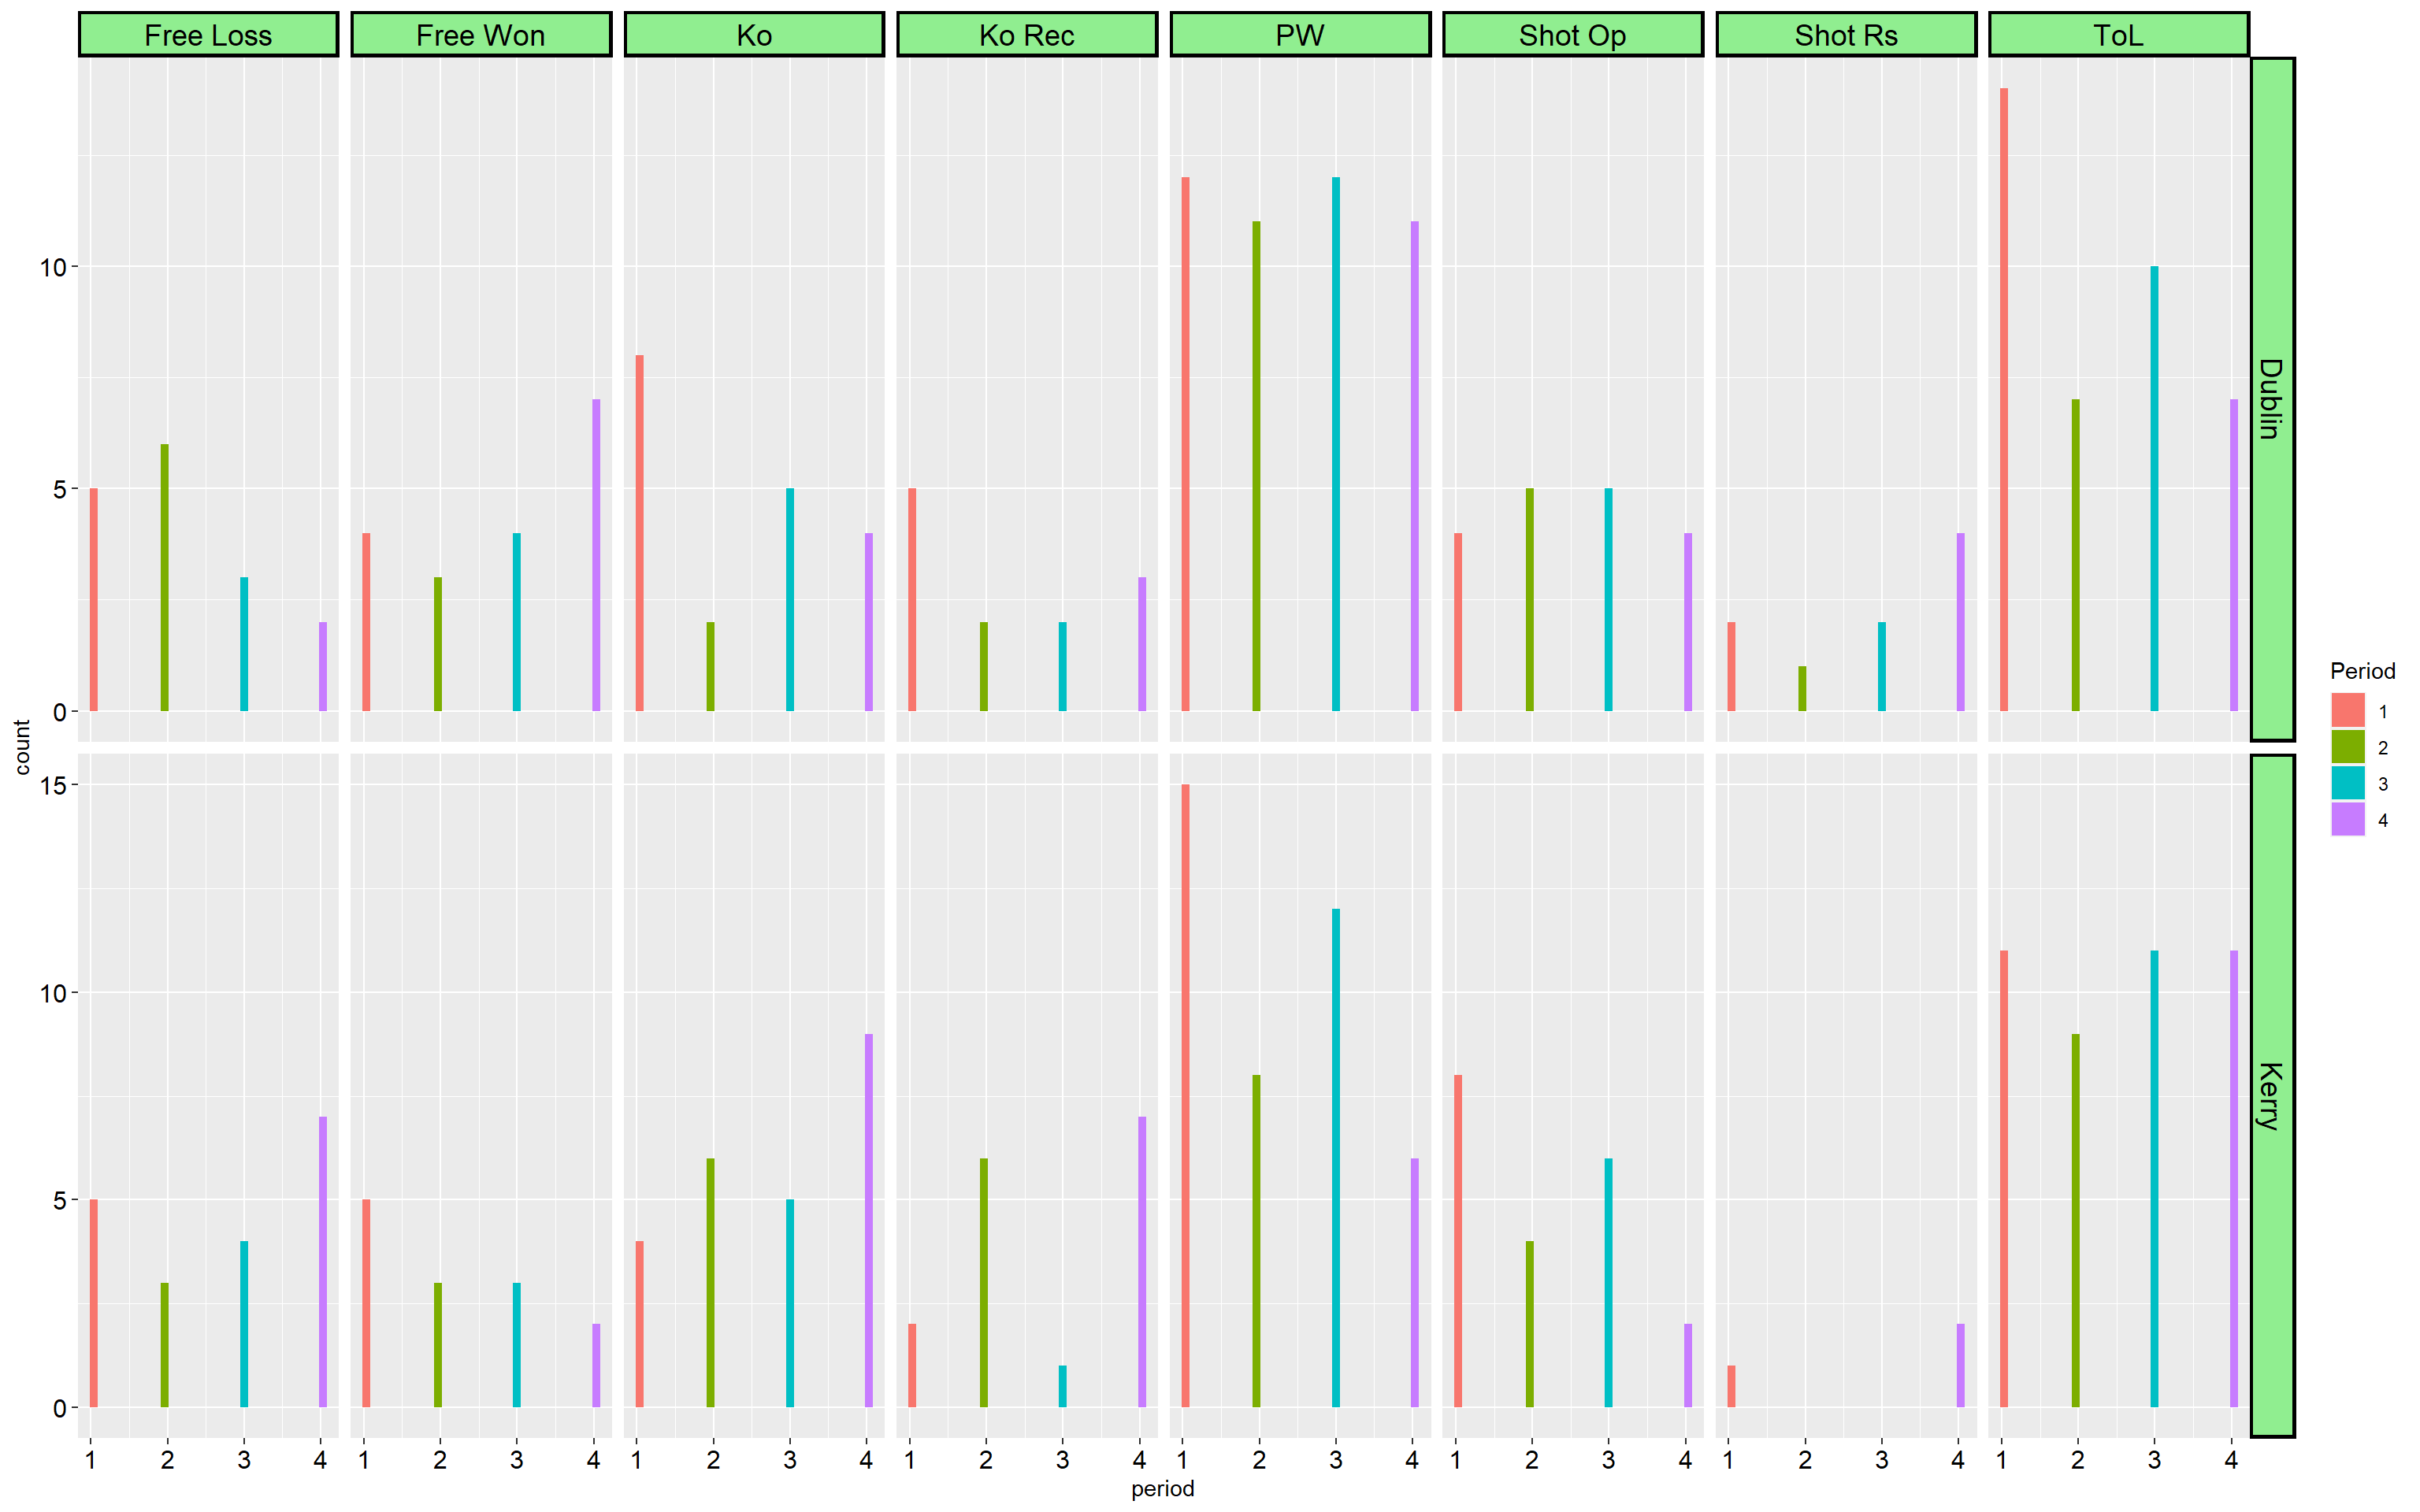 Free Loss Free Won Ko Ko Rec PW Shot Op Shot Rs ToL
10
5
0
Dublin
count
15
10
5
0
Kerry
1 2 3 4 1 2 3 4 1 2 3 4 1 2 3 4 1 2 3 4 1 2 3 4 1 2 3 4 1 2 3 4
period
Period
1
2
3
4